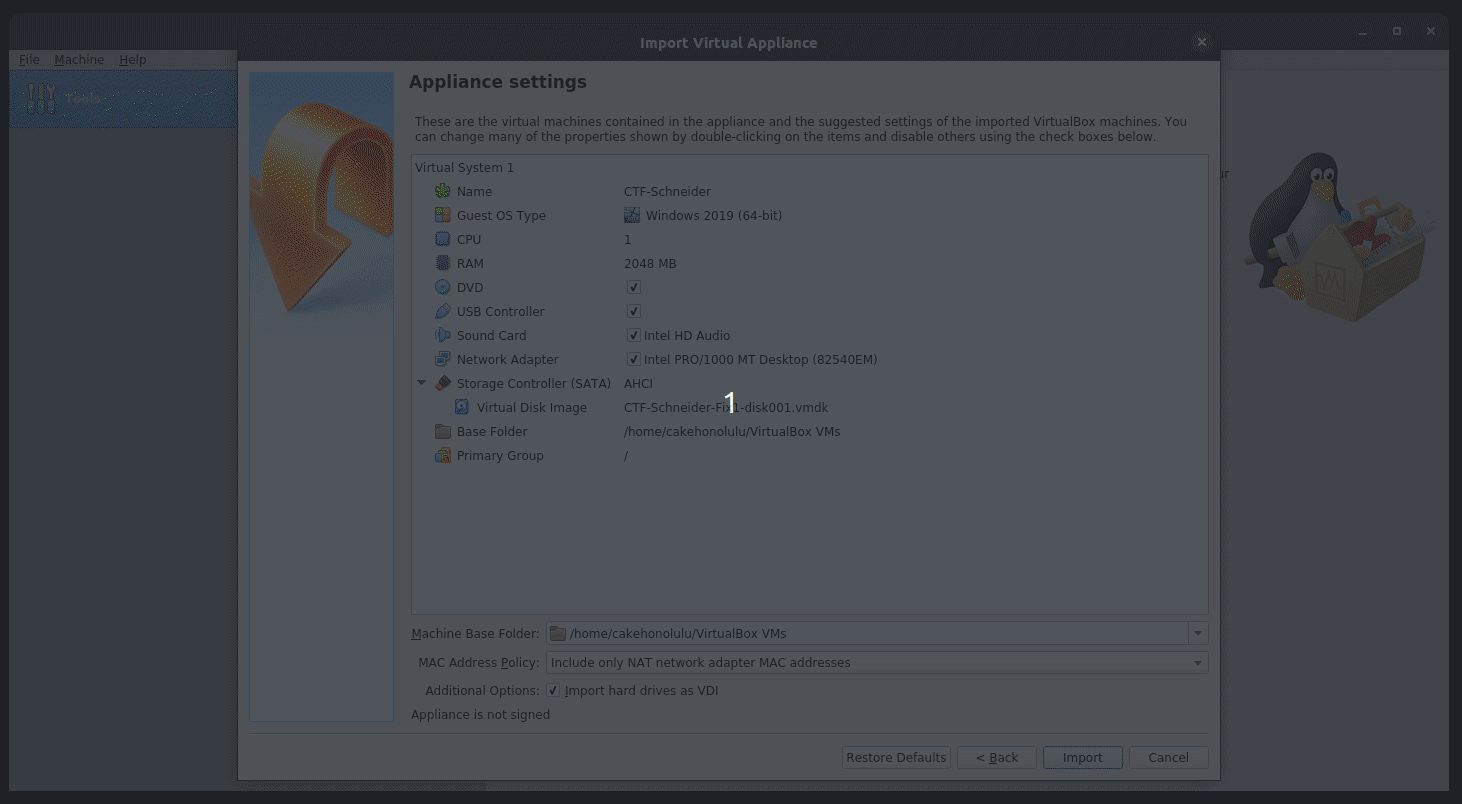 Import Virtual Appliance
File Machine Help
Tools
Appliance settings
These are the virtual machines contained in the appliance and the suggested settings of the imported VirtualBox machines. You
can change many of the properties shown by double-clicking on the items and disable others using the check boxes below.
Virtual System 1
Name CTF-Schneider
Guest OS Type Windows 2019 (64-bit)
CPU 1
RAM 2048 MB
DVD
USB Controller
Sound Card Intel HD Audio
Network Adapter Intel PRO/1000 MT Desktop (82540EM)
Storage Controller (SATA) AHCI
1
Virtual Disk Image CTF-Schneider-Fix1-disk001.vmdk
Base Folder /home/cakehonolulu/VirtualBox VMs
Primary Group /
Machine Base Folder: /home/cakehonolulu/VirtualBox VMs
MAC Address Policy: Include only NAT network adapter MAC addresses
Additional Options: Import hard drives as VDI
Appliance is not signed
Restore Defaults < Back Import Cancel